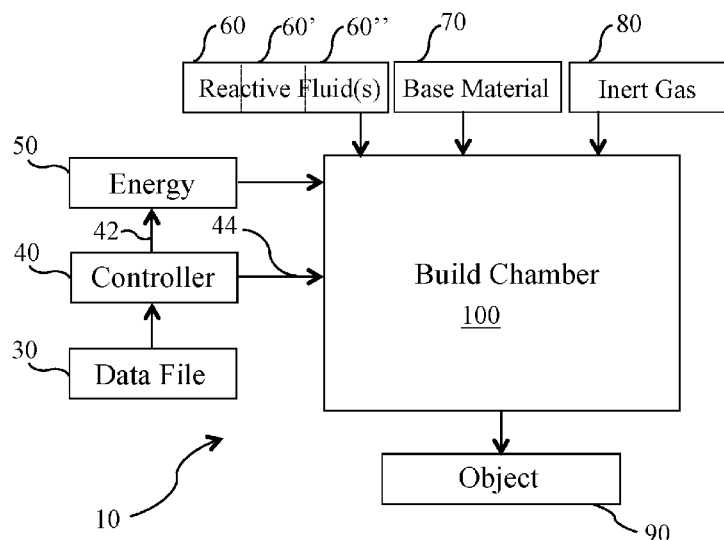 60 60’ 60’’ 70 80
Reactive Fluid(s) Base Material Inert Gas
50
Energy
42 44
40
Controller
Build Chamber
100
30
Data File
Object
10
90